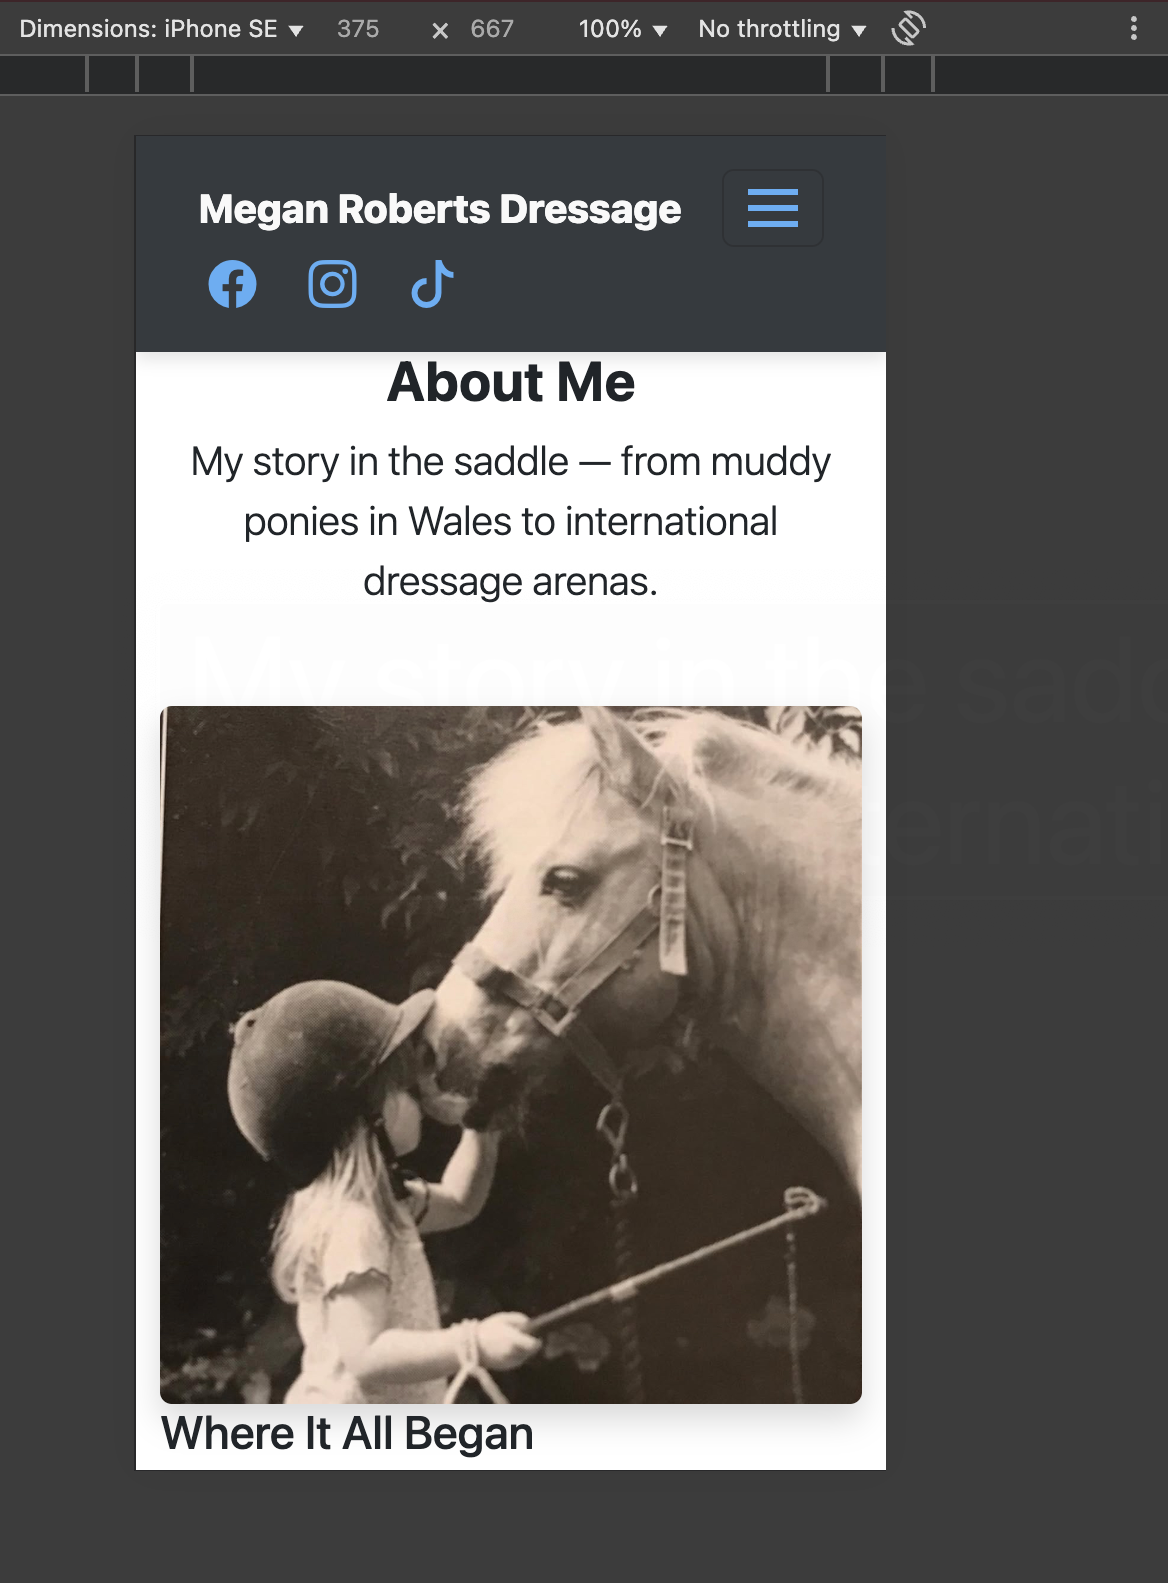 Dimensions: iPhone SE ▼ 375 × 667 100% ▼ No throttling ▼
Megan Roberts Dressage
About Me
My story in the saddle — from muddy
ponies in Wales to international
dressage arenas.
My story in the sadd
ternati
Where It All Began